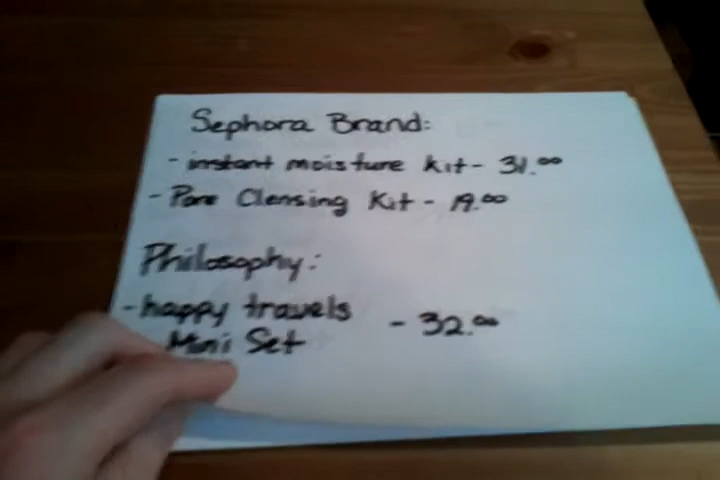 Sephora Brand:
- instant moisture kit - 31.00
- Pore Clensing Kit - 19.00
Philosophy:
- happy travels
Mini Set - 32.00